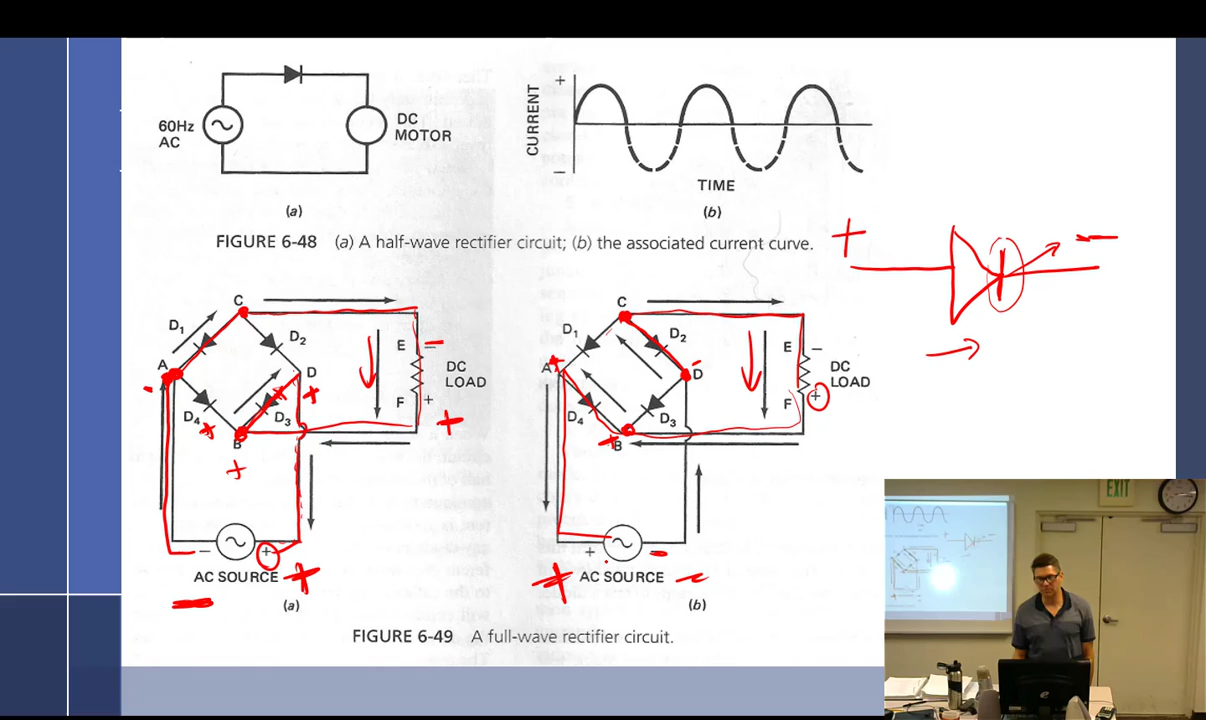 60Hz
AC
DC
MOTOR
(a)
CURRENT
+
−
TIME
(b)
FIGURE 6-48 (a) A half-wave rectifier circuit; (b) the associated current curve.
+
−
C
D₁
D₂
A
D
D₄
D₃
B
E −
F +
DC
LOAD
−
+
+
+
+
− +
AC SOURCE +
−
(a)
C
D₁
D₂
A
D
D₄
D₃
+ B
E −
F +
DC
LOAD
+ −
+ AC SOURCE −
(b)
FIGURE 6-49 A full-wave rectifier circuit.
EXIT